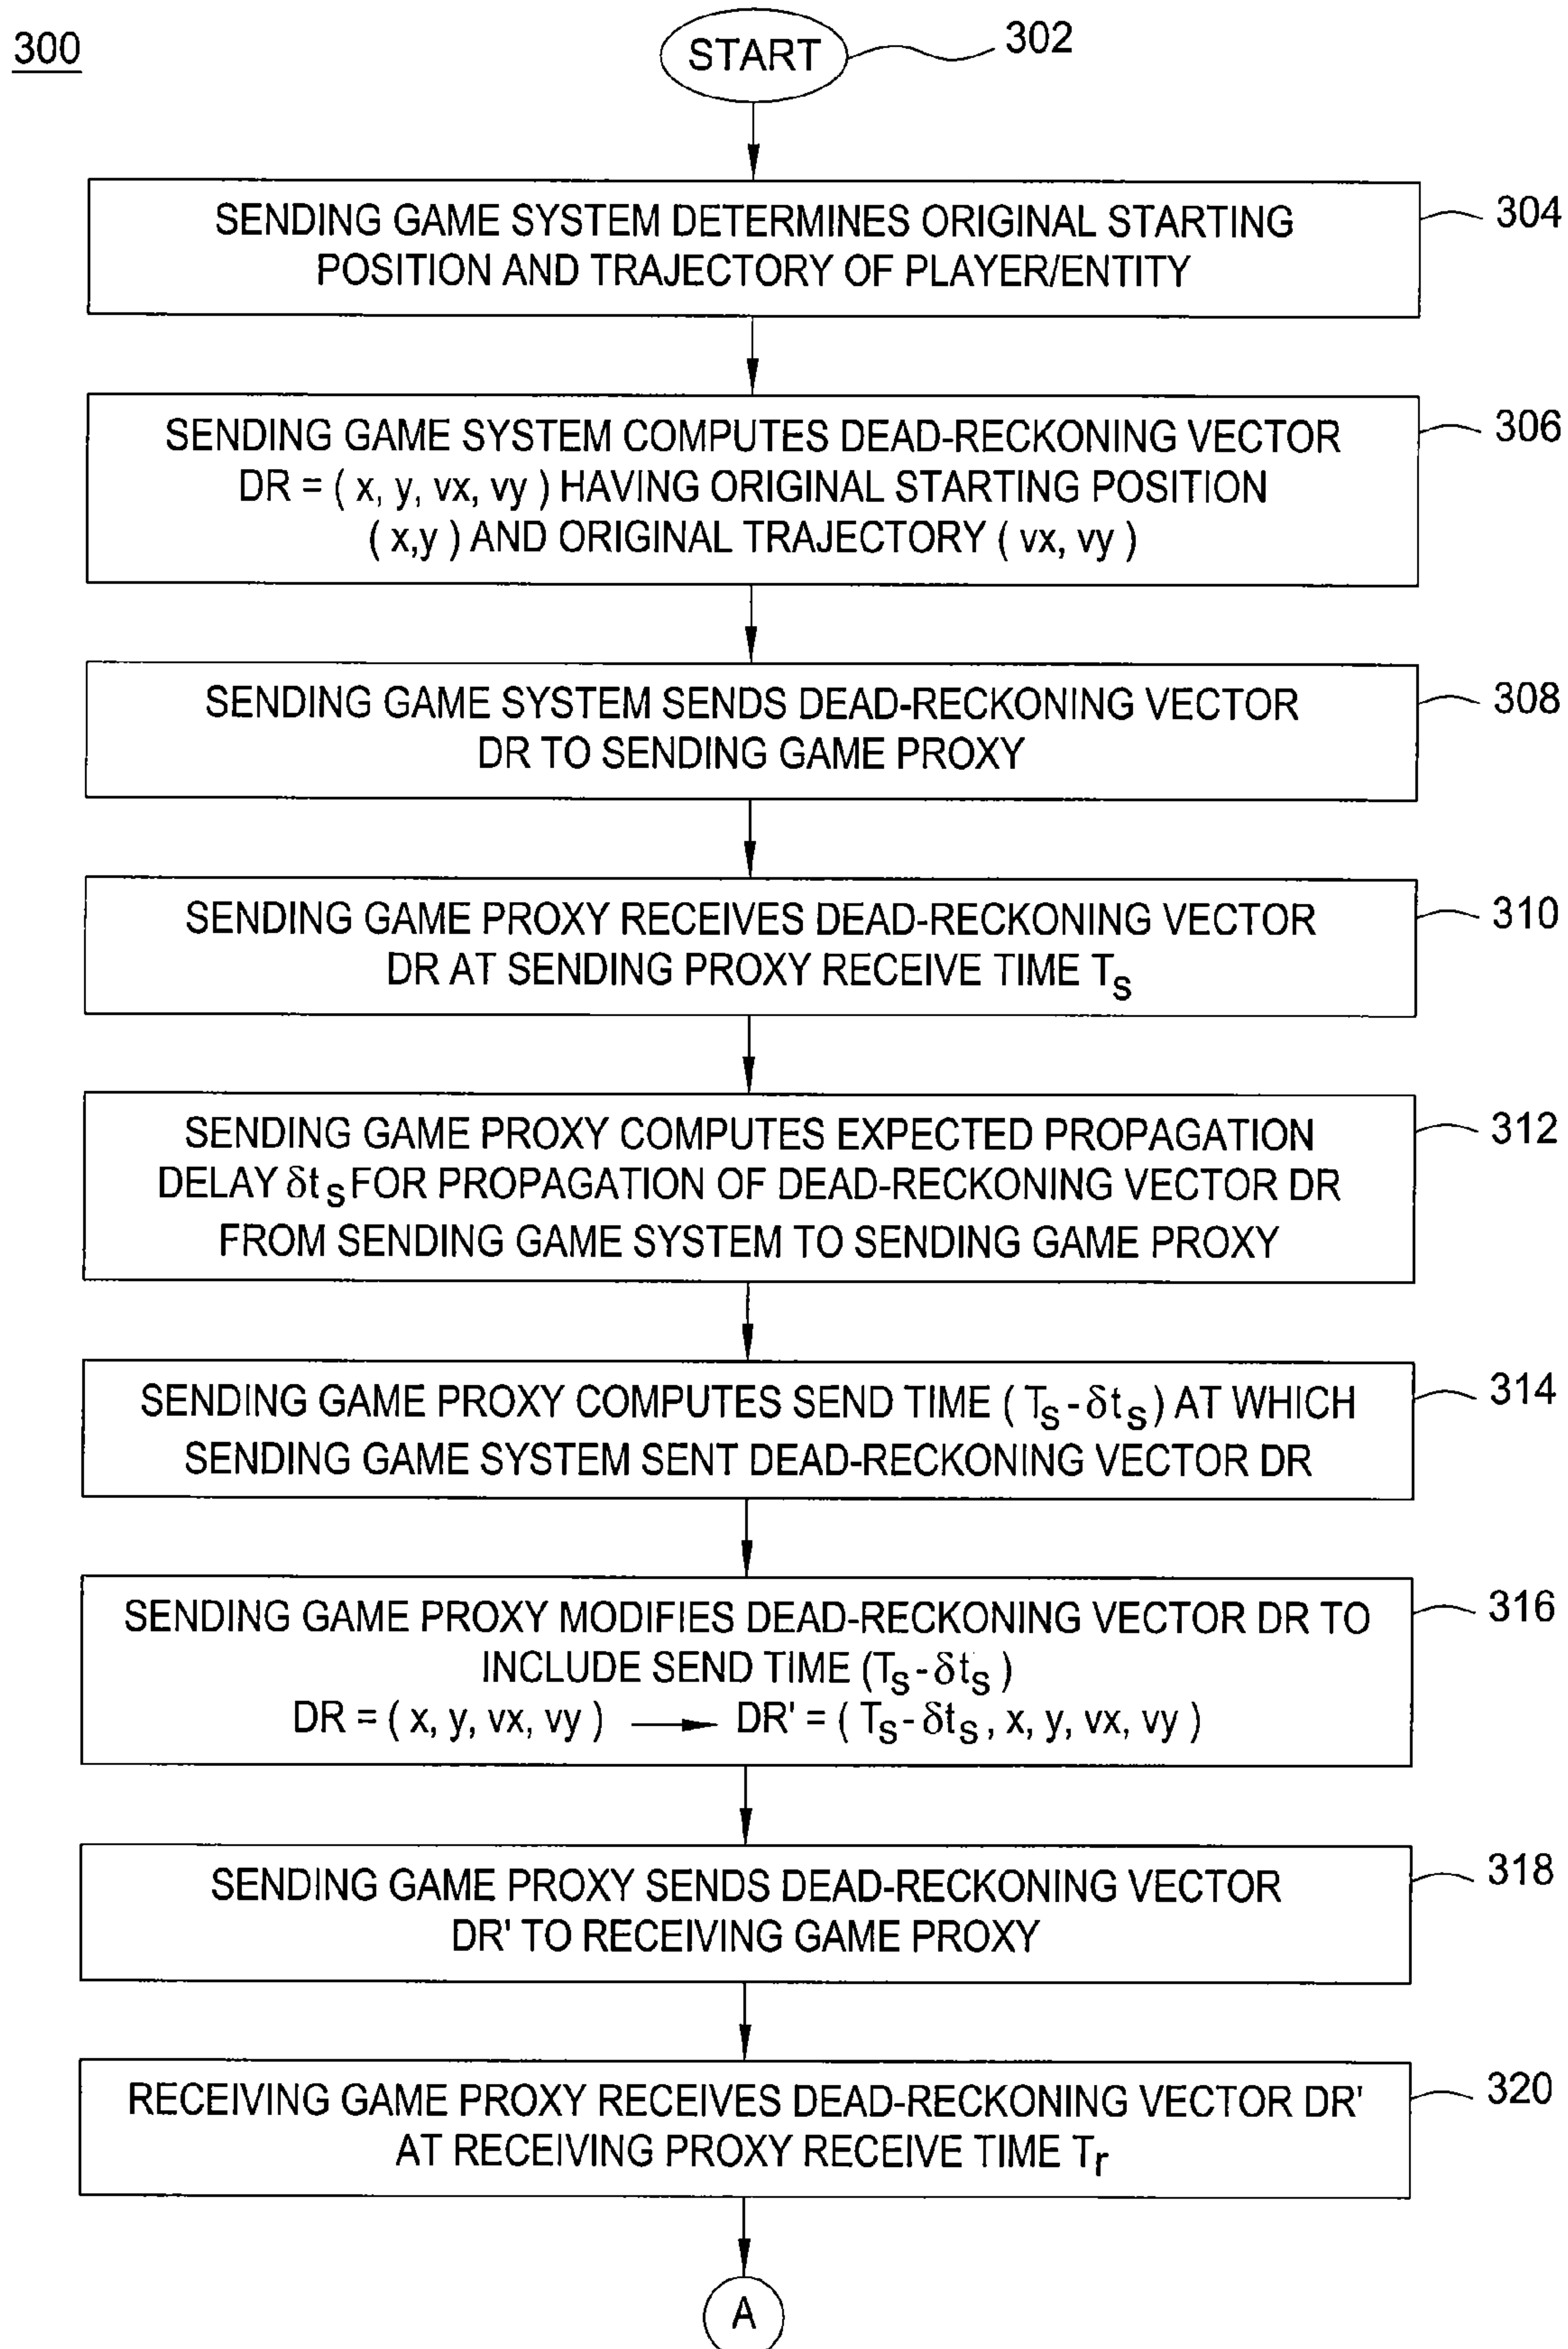 300
START
302
SENDING GAME SYSTEM DETERMINES ORIGINAL STARTING
POSITION AND TRAJECTORY OF PLAYER/ENTITY
304
SENDING GAME SYSTEM COMPUTES DEAD-RECKONING VECTOR
DR = ( x, y, vx, vy ) HAVING ORIGINAL STARTING POSITION
( x,y ) AND ORIGINAL TRAJECTORY ( vx, vy )
306
SENDING GAME SYSTEM SENDS DEAD-RECKONING VECTOR
DR TO SENDING GAME PROXY
308
SENDING GAME PROXY RECEIVES DEAD-RECKONING VECTOR
DR AT SENDING PROXY RECEIVE TIME Ts
310
SENDING GAME PROXY COMPUTES EXPECTED PROPAGATION
DELAY δts FOR PROPAGATION OF DEAD-RECKONING VECTOR DR
FROM SENDING GAME SYSTEM TO SENDING GAME PROXY
312
SENDING GAME PROXY COMPUTES SEND TIME ( Ts - δts ) AT WHICH
SENDING GAME SYSTEM SENT DEAD-RECKONING VECTOR DR
314
SENDING GAME PROXY MODIFIES DEAD-RECKONING VECTOR DR TO
INCLUDE SEND TIME (Ts - δts )
DR = ( x, y, vx, vy ) → DR' = ( Ts - δts , x, y, vx, vy )
316
SENDING GAME PROXY SENDS DEAD-RECKONING VECTOR
DR' TO RECEIVING GAME PROXY
318
RECEIVING GAME PROXY RECEIVES DEAD-RECKONING VECTOR DR'
AT RECEIVING PROXY RECEIVE TIME Tr
320
A